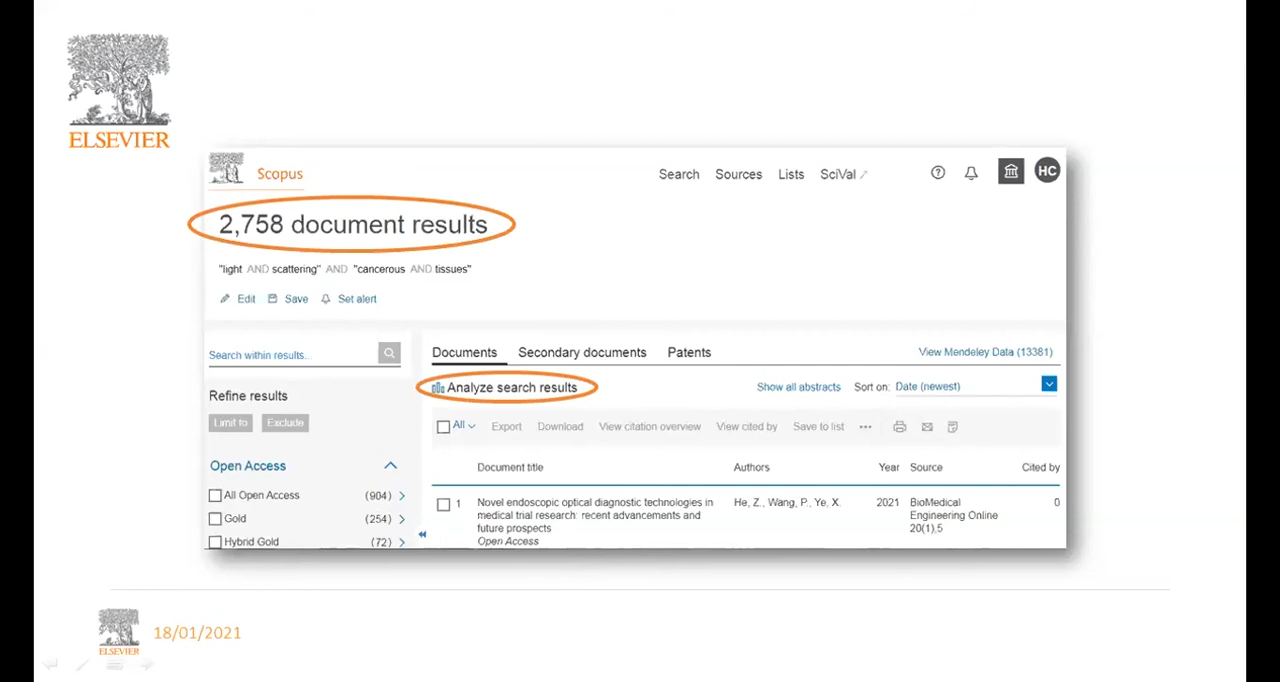 ELSEVIER
Scopus
Search Sources Lists SciVal
HC
2,758 document results
"light AND scattering" AND "cancerous AND tissues"
Edit Save Set alert
Search within results...
Documents Secondary documents Patents
View Mendeley Data (13381)
Analyze search results
Show all abstracts Sort on: Date (newest)
Refine results
Limit to Exclude
All Export Download View citation overview View cited by Save to list ...
Open Access
Document title Authors Year Source Cited by
All Open Access (904)
Gold (254)
Hybrid Gold (72)
1 Novel endoscopic optical diagnostic technologies in He, Z., Wang, P., Ye, X. 2021 BioMedical 0
medical trial research: recent advancements and Engineering Online
future prospects 20(1),5
Open Access
ELSEVIER
18/01/2021